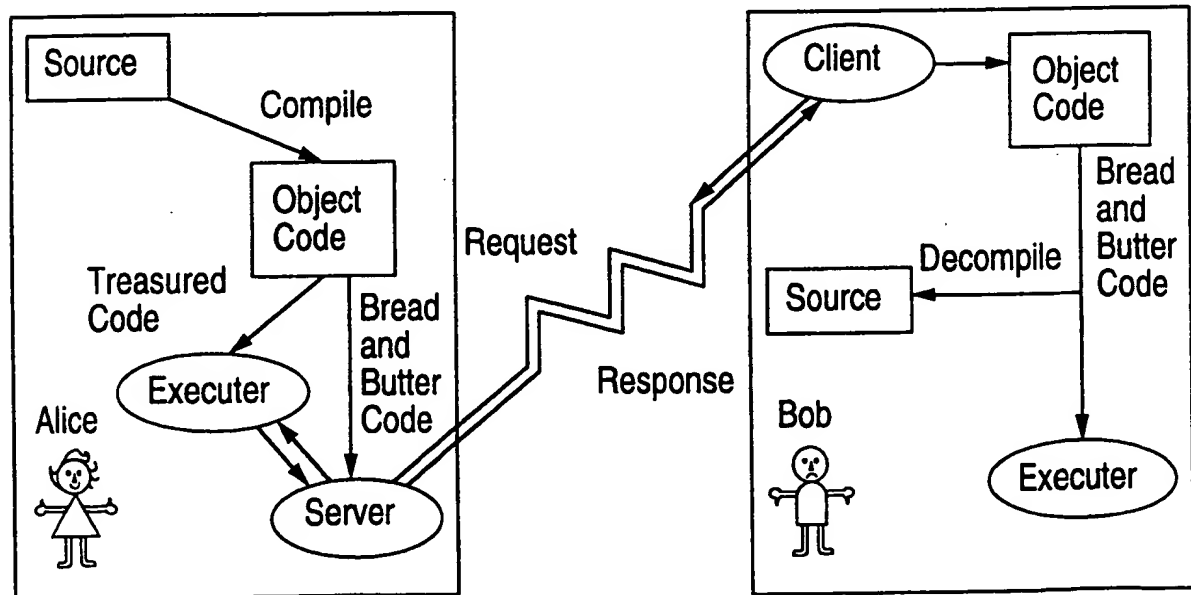 Source
Compile
Object
Code
Treasured
Code
Bread
and
Butter
Code
Executer
Alice
Server
Request
Response
Client
Object
Code
Bread
and
Butter
Code
Decompile
Source
Bob
Executer